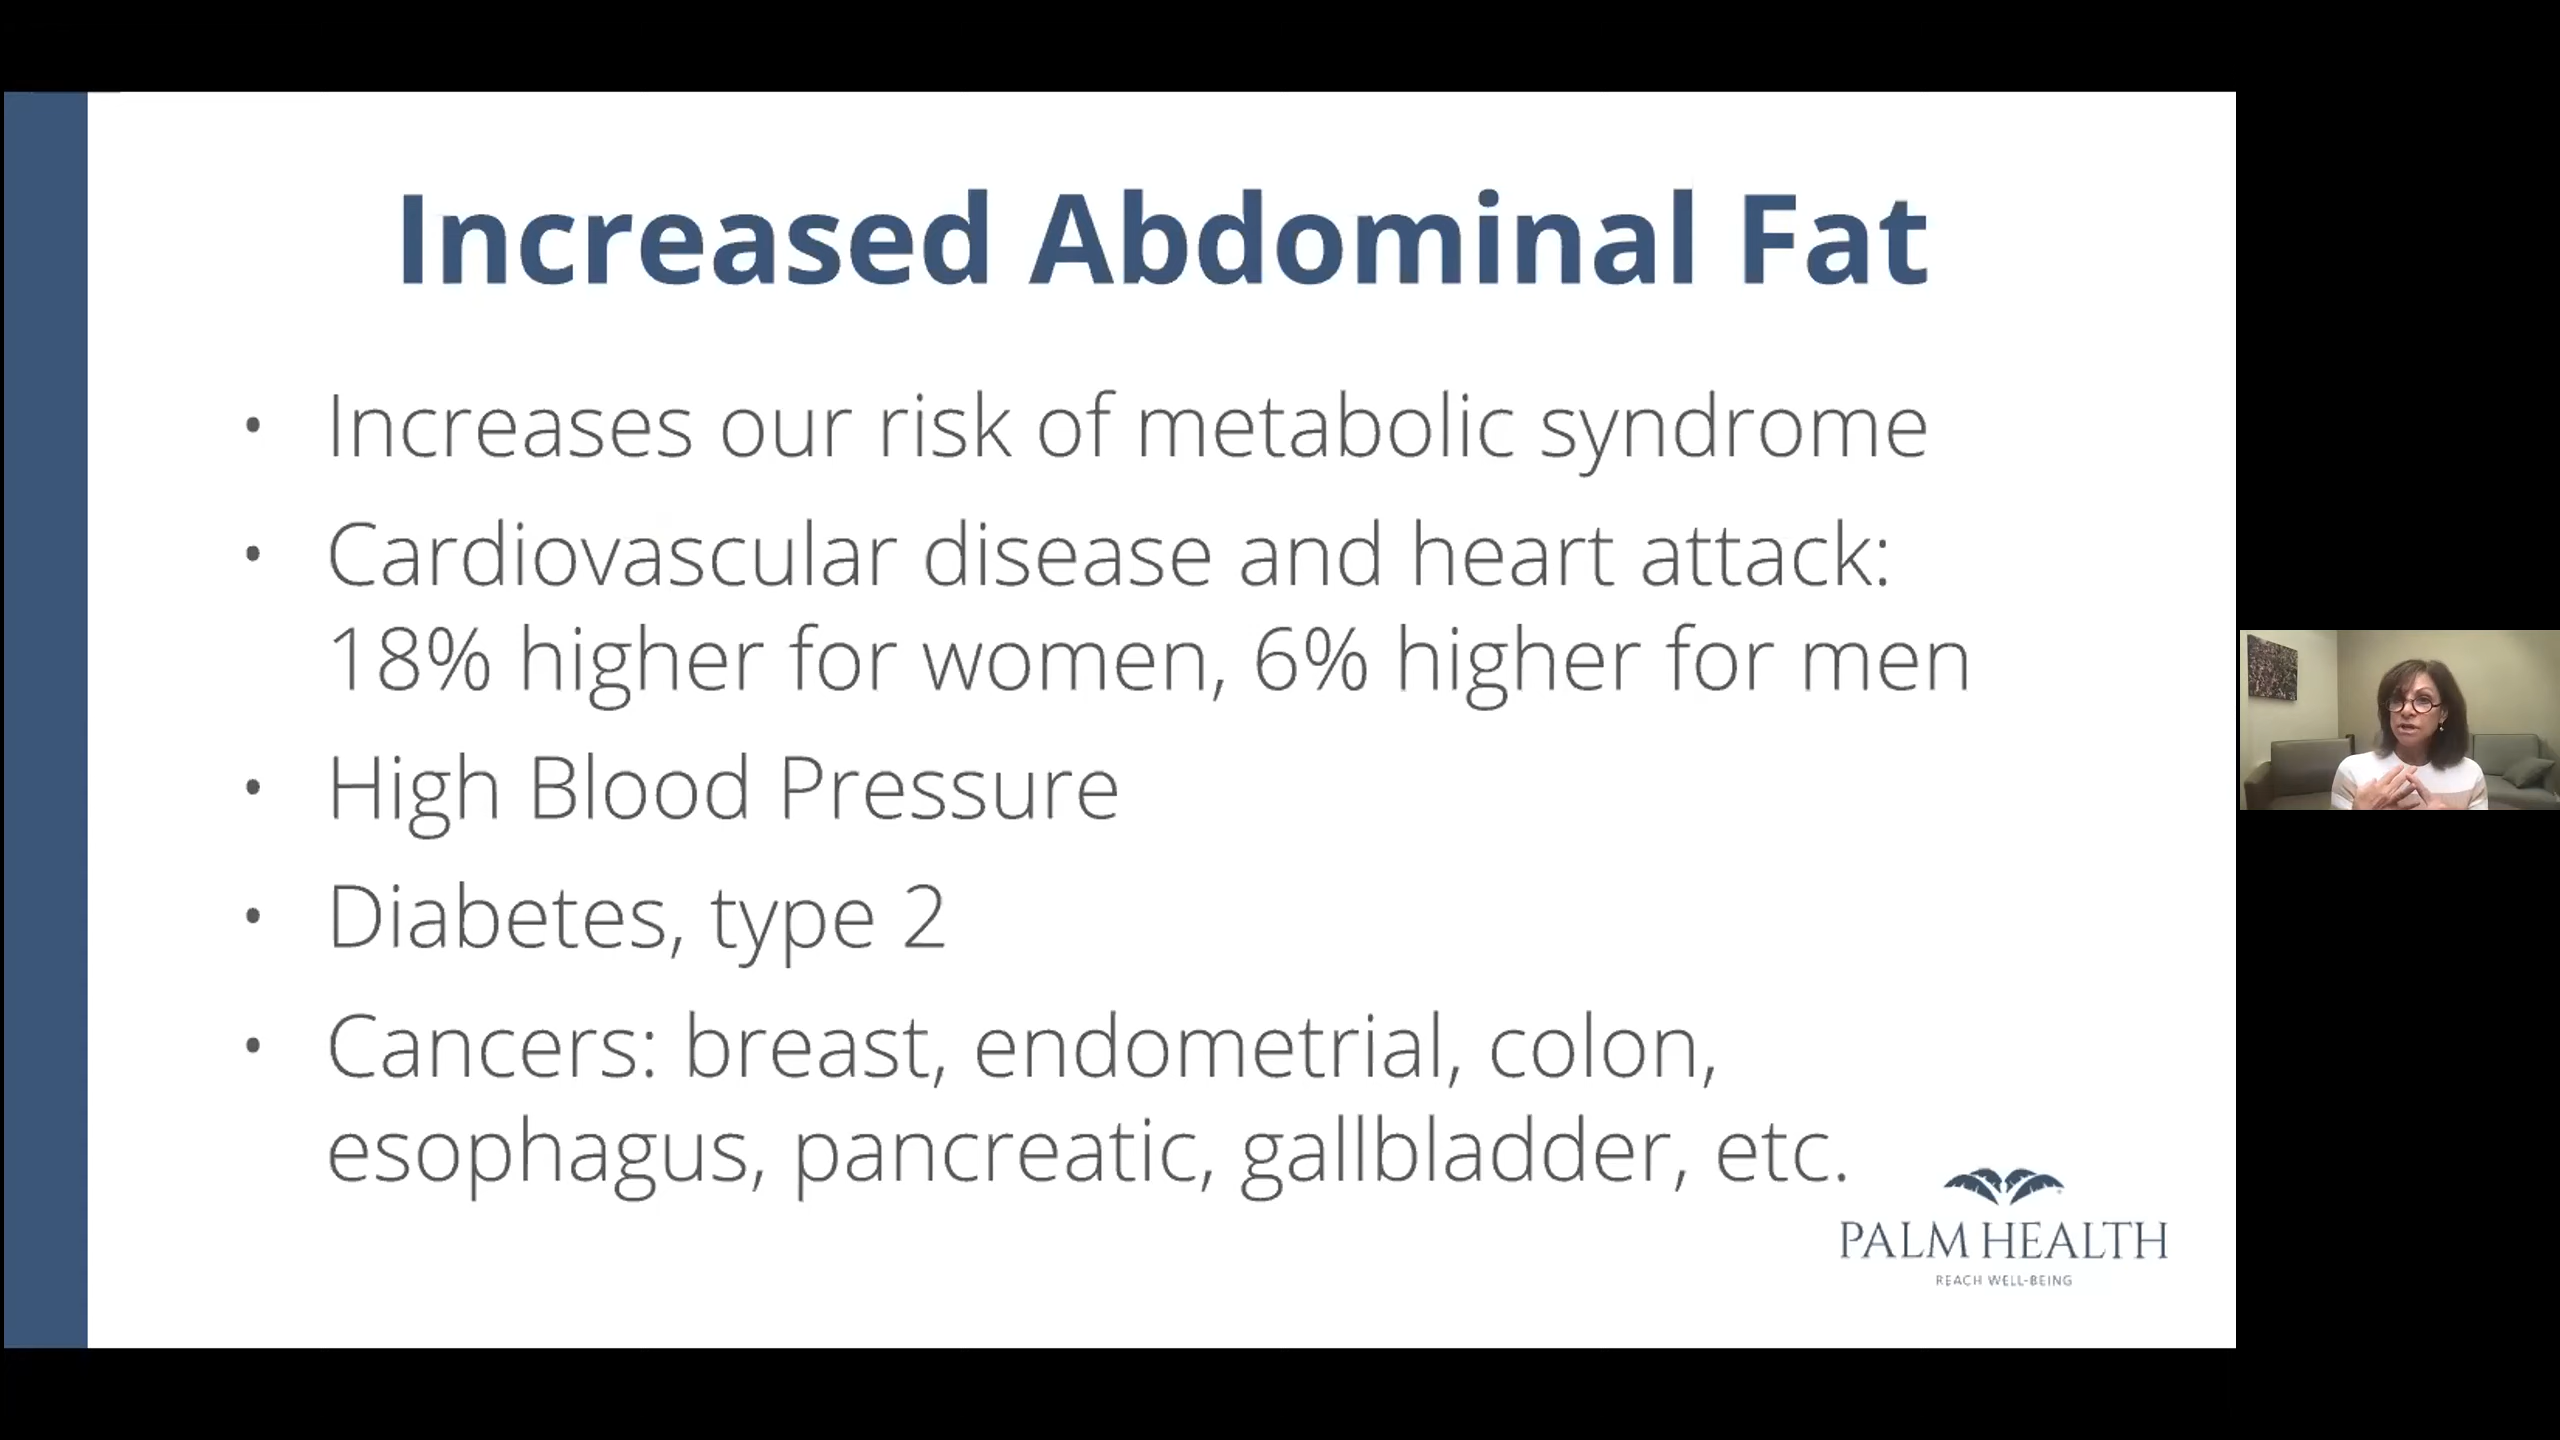 Increased Abdominal Fat
• Increases our risk of metabolic syndrome
• Cardiovascular disease and heart attack:
18% higher for women, 6% higher for men
• High Blood Pressure
• Diabetes, type 2
• Cancers: breast, endometrial, colon,
esophagus, pancreatic, gallbladder, etc.
PALM HEALTH
REACH WELL-BEING